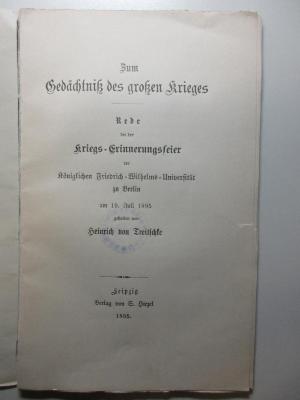 Zum
Gedächtniß des großen Krieges
Rede
bei der
Kriegs-Erinnerungsfeier
der
Königlichen Friedrich-Wilhelms-Universität
zu Berlin
am 19. Juli 1895
gehalten von
Heinrich von Treitschke
Leipzig
Verlag von S. Hirzel
1895.